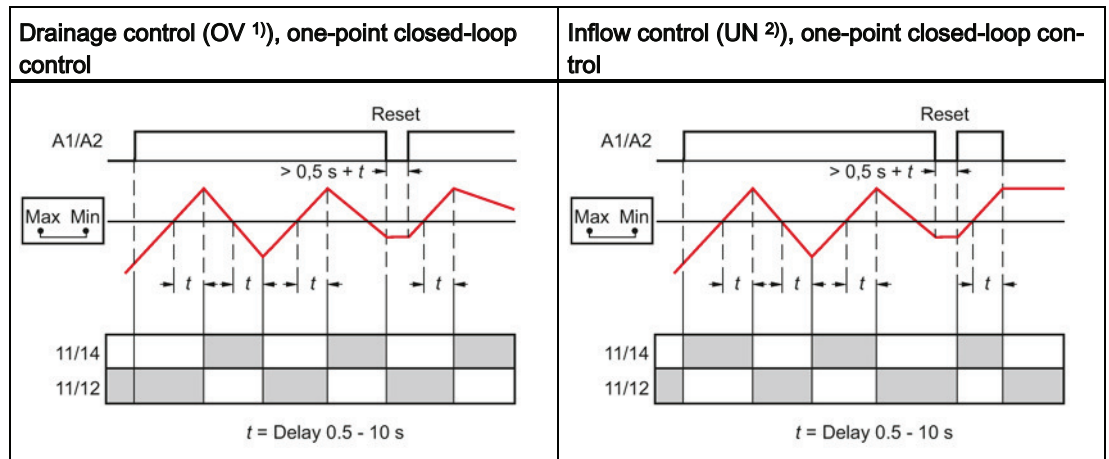 Drainage control (OV 1)), one-point closed-loop
control
Reset
A1/A2
> 0,5 s + t
Max Min
t t t t
11/14
11/12
t = Delay 0.5 - 10 s
Inflow control (UN 2)), one-point closed-loop con-
trol
Reset
A1/A2
> 0,5 s + t
Max Min
t t t t
11/14
11/12
t = Delay 0.5 - 10 s